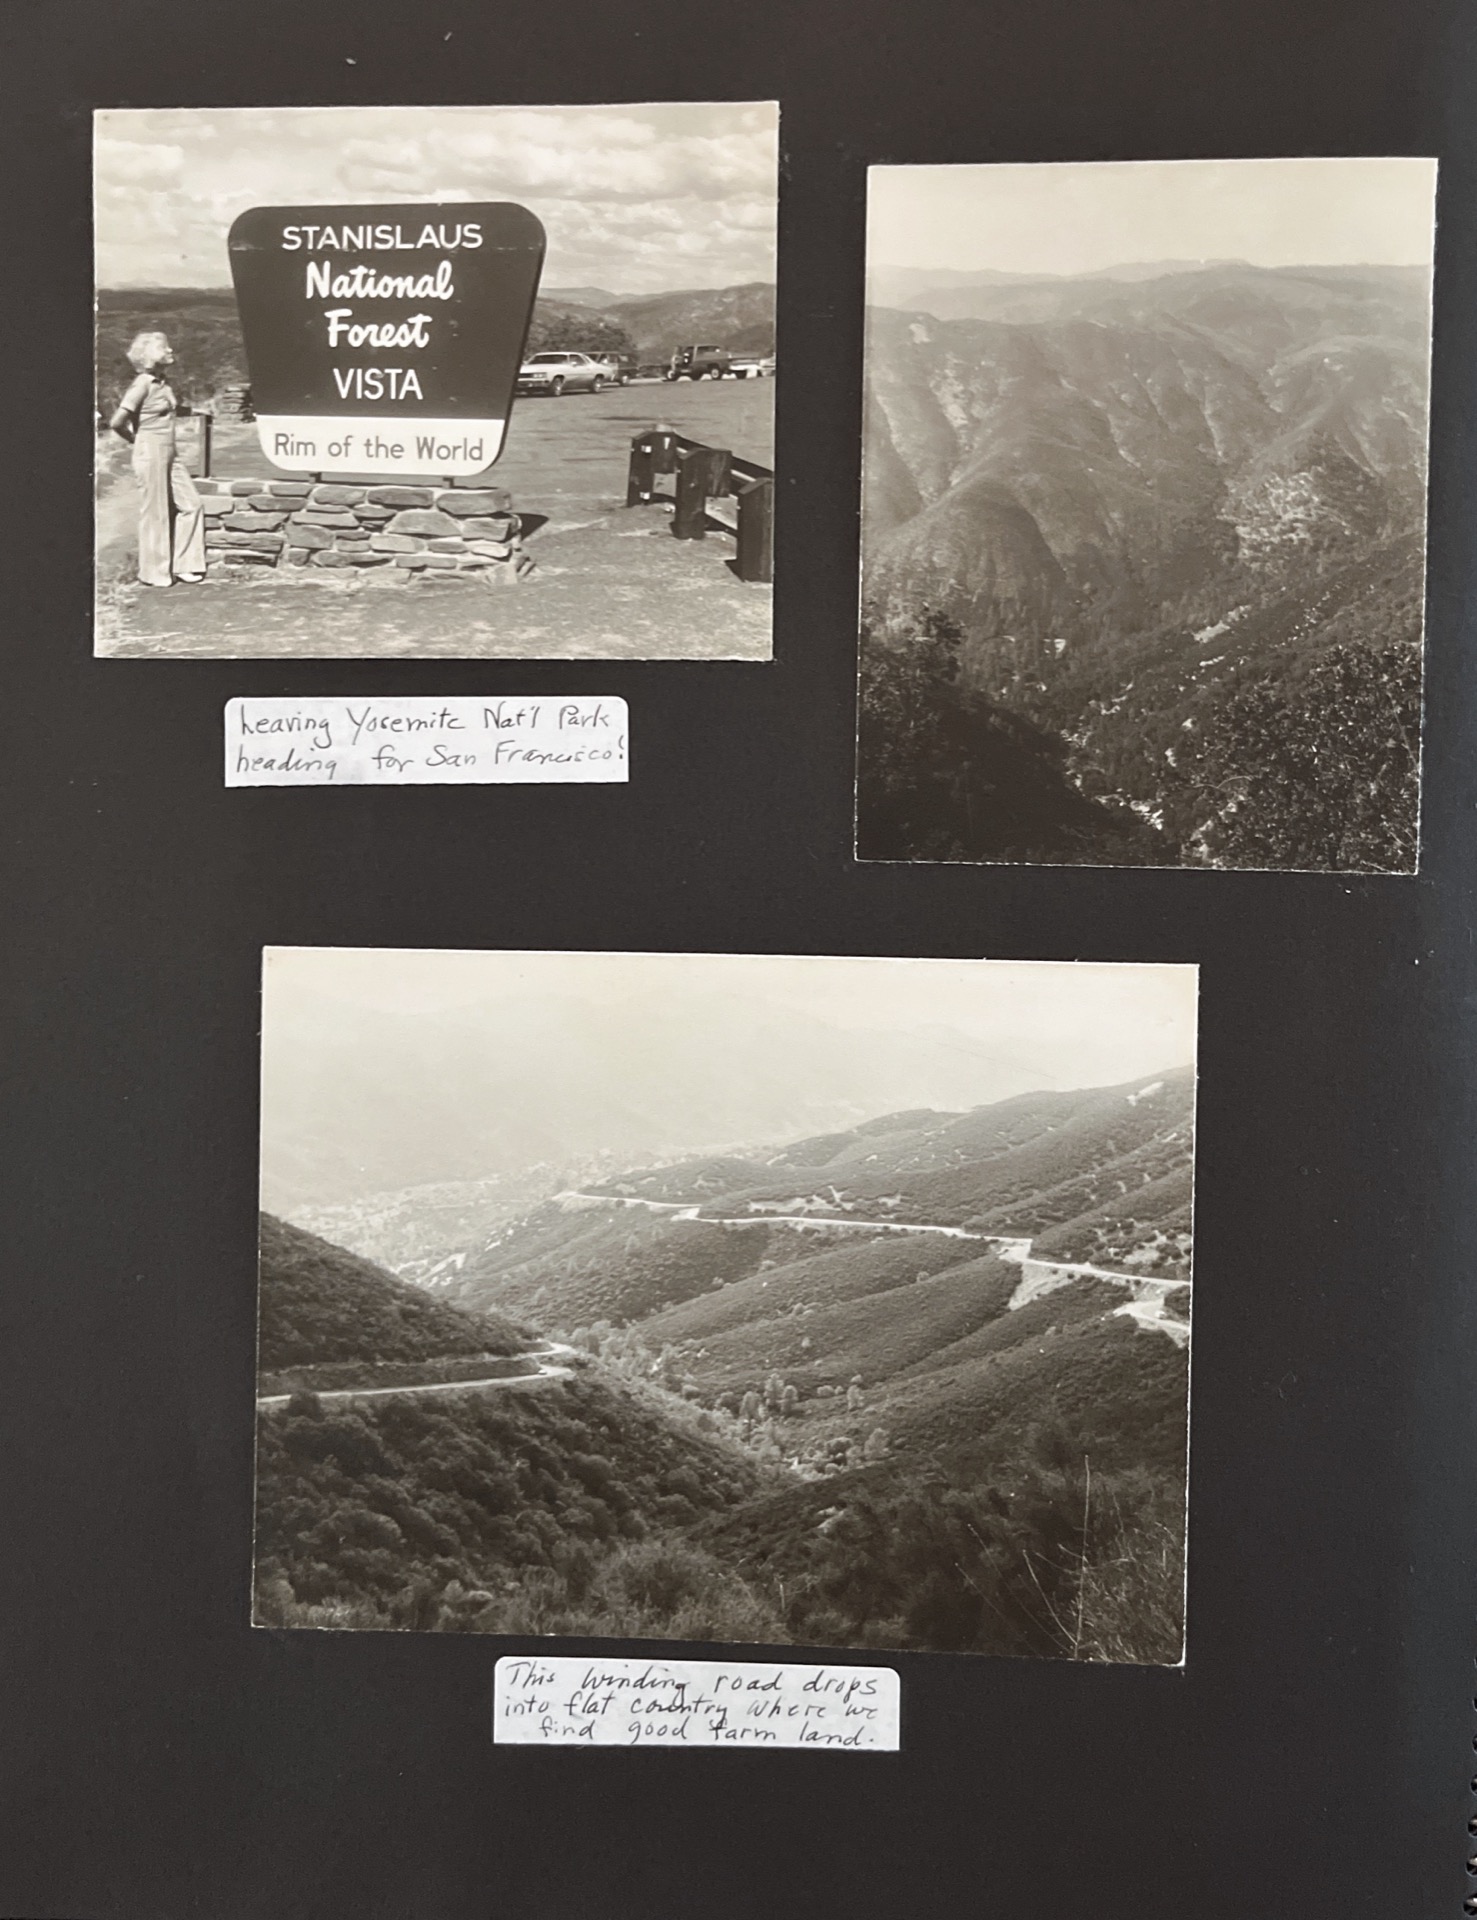 STANISLAUS
National
Forest
VISTA
Rim of the World
Leaving Yosemite Nat'l Park
heading for San Francisco!
This winding road drops
into flat country where we
find good farm land.